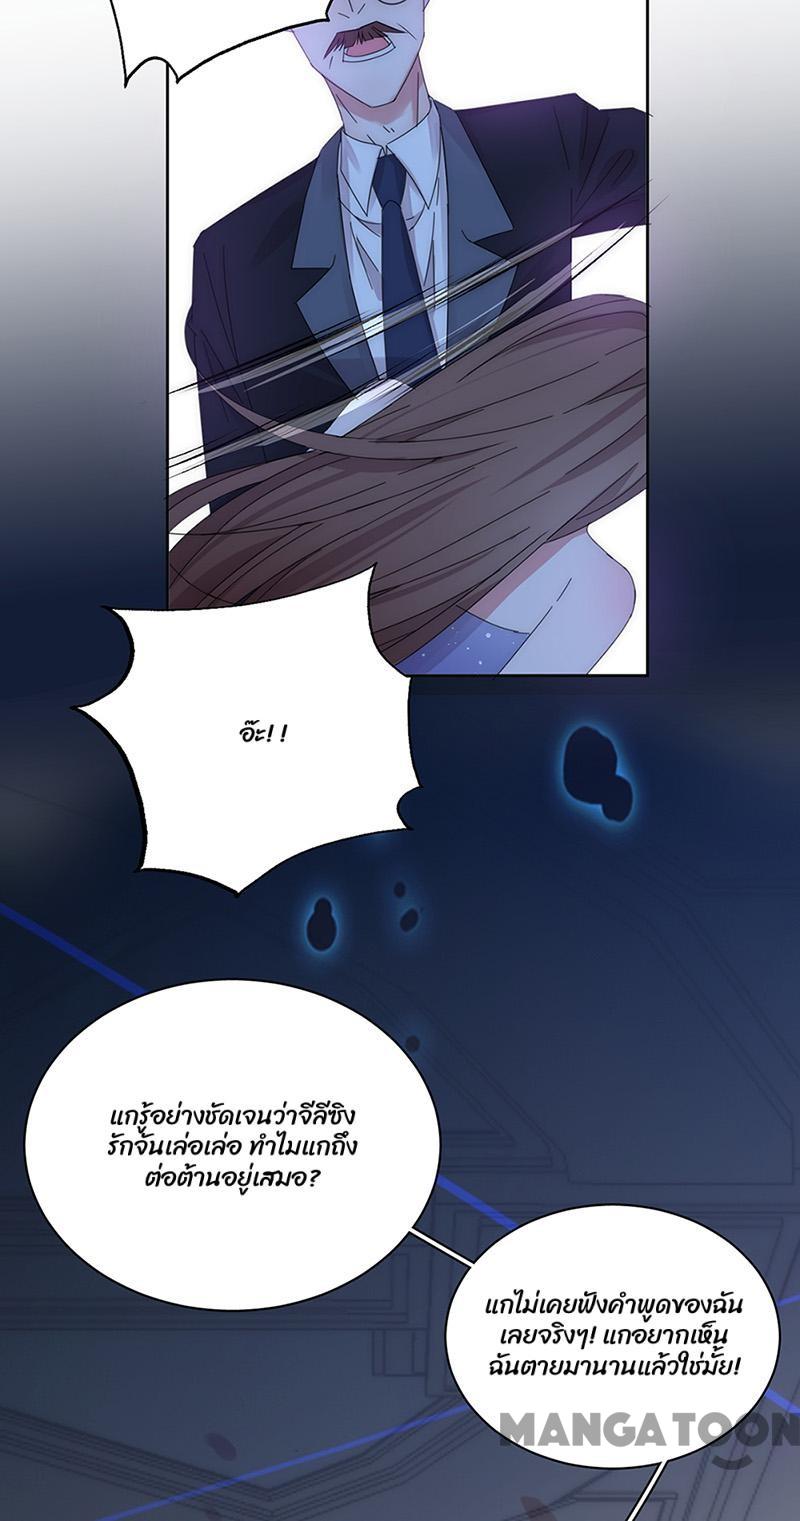 อ๊ะ!!
แกรู้อย่างชัดเจนว่าจีลีซิง
รักจันเล่อเล่อ ทำไมแกถึง
ต่อต้านอยู่เสมอ?
แกไม่เคยฟังคำพูดของฉัน
เลยจริงๆ! แกอยากเห็น
ฉันตายมานานแล้วใช่มั้ย!
MANGATOON